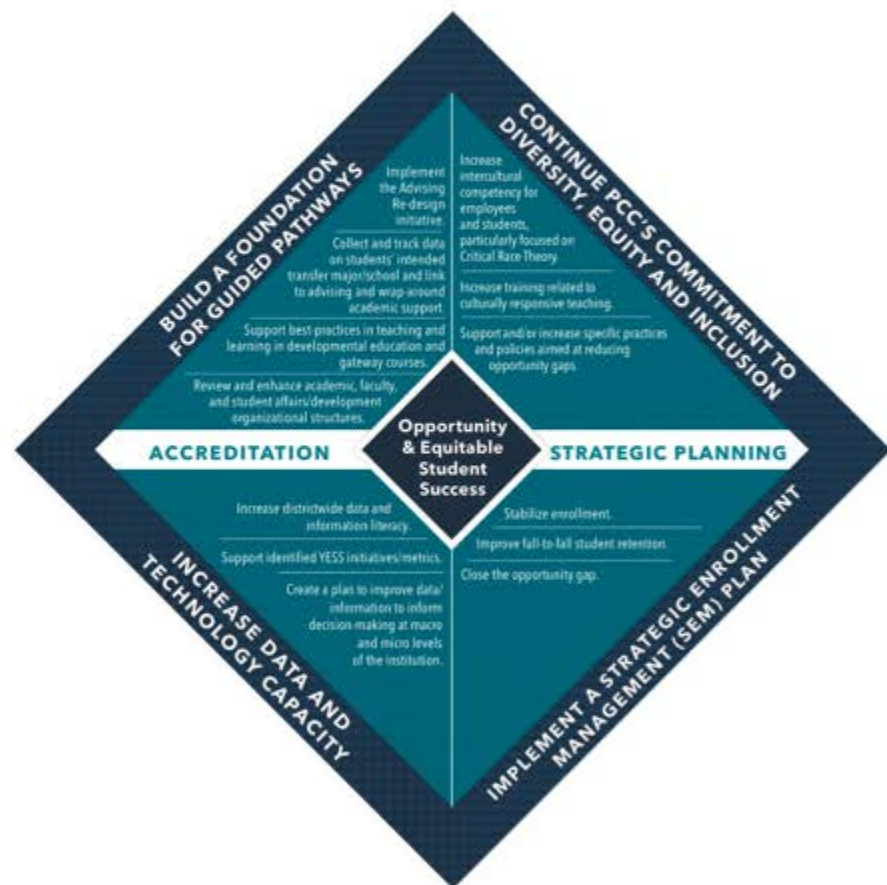 BUILD A FOUNDATION
FOR GUIDED PATHWAYS
Implement
the Advising
Re-design
initiative.
Collect and track data
on students' intended
transfer major/school and link
to advising and wrap-around
academic support.
Support best-practices in teaching and
learning in developmental education and
gateway courses.
Review and enhance academic, faculty,
and student affairs/development
organizational structures.
CONTINUE PCC'S COMMITMENT TO
DIVERSITY, EQUITY AND INCLUSION
Increase
intercultural
competency for
employees
and students,
particularly focused on
Critical Race Theory.
Increase training related to
culturally responsive teaching.
Support and/or increase specific practices
and policies aimed at reducing
opportunity gaps.
ACCREDITATION
Opportunity
& Equitable
Student
Success
STRATEGIC PLANNING
INCREASE DATA AND
TECHNOLOGY CAPACITY
Increase districtwide data and
information literacy.
Support identified YESS initiatives/metrics.
Create a plan to improve data/
information to inform
decision-making at macro
and micro levels
of the institution.
IMPLEMENT A STRATEGIC ENROLLMENT
MANAGEMENT (SEM) PLAN
Stabilize enrollment.
Improve fall-to-fall student retention.
Close the opportunity gap.